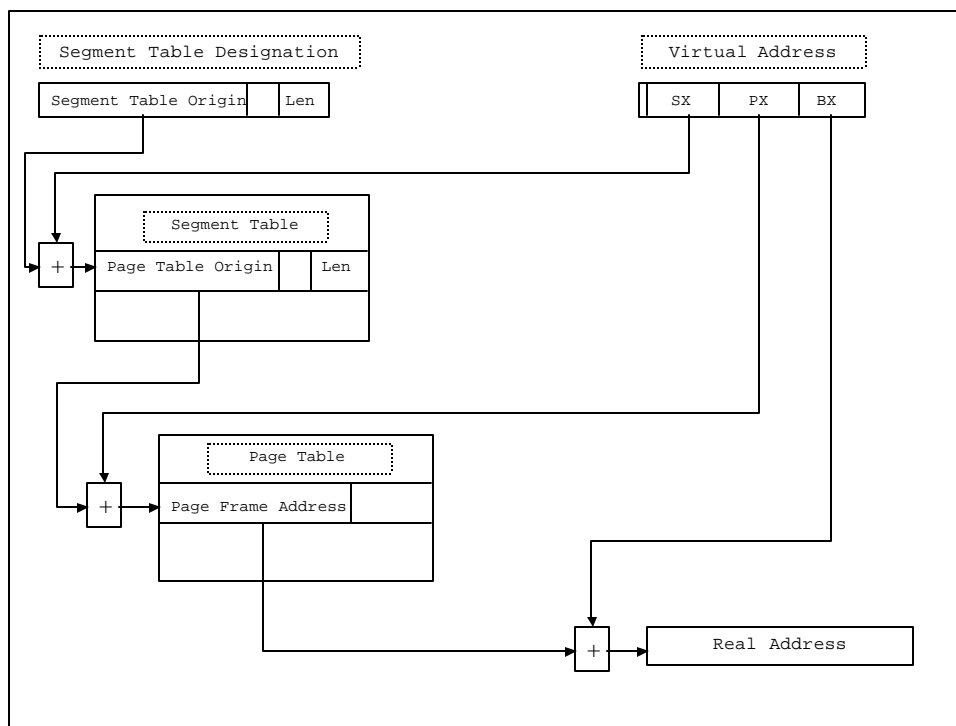 Segment Table Designation
Virtual Address
Segment Table Origin Len
SX PX BX
Segment Table
+
Page Table Origin Len
Page Table
+
Page Frame Address
+
Real Address